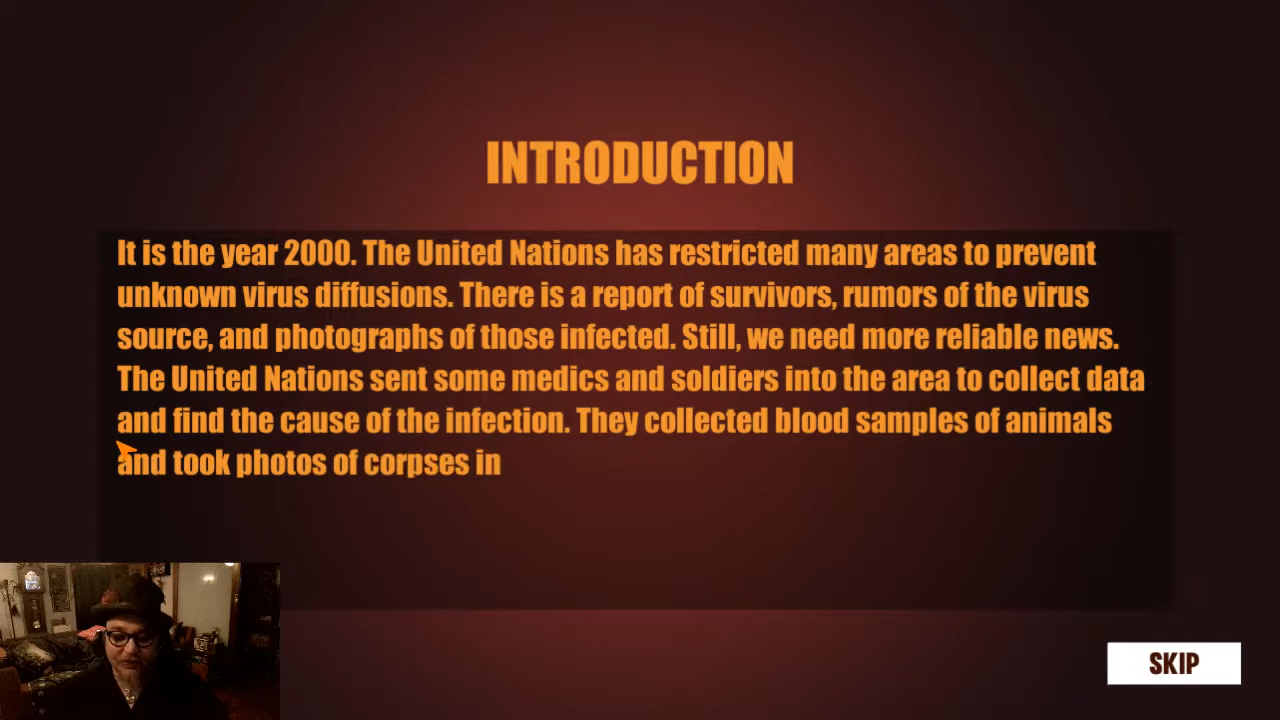 INTRODUCTION
It is the year 2000. The United Nations has restricted many areas to prevent
unknown virus diffusions. There is a report of survivors, rumors of the virus
source, and photographs of those infected. Still, we need more reliable news.
The United Nations sent some medics and soldiers into the area to collect data
and find the cause of the infection. They collected blood samples of animals
and took photos of corpses in
SKIP